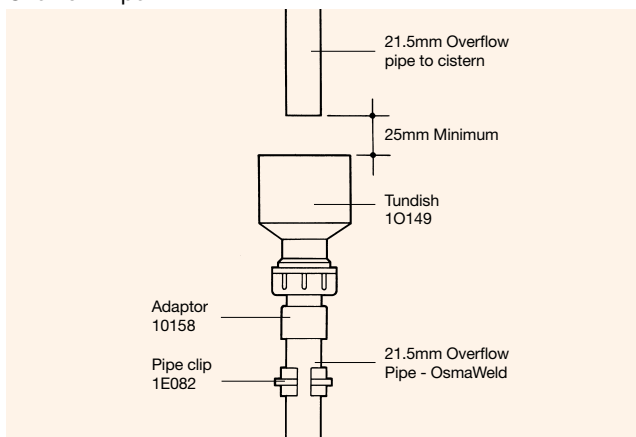 21.5mm Overflow
pipe to cistern
25mm Minimum
Tundish
1O149
Adaptor
10158
21.5mm Overflow
Pipe - OsmaWeld
Pipe clip
1E082